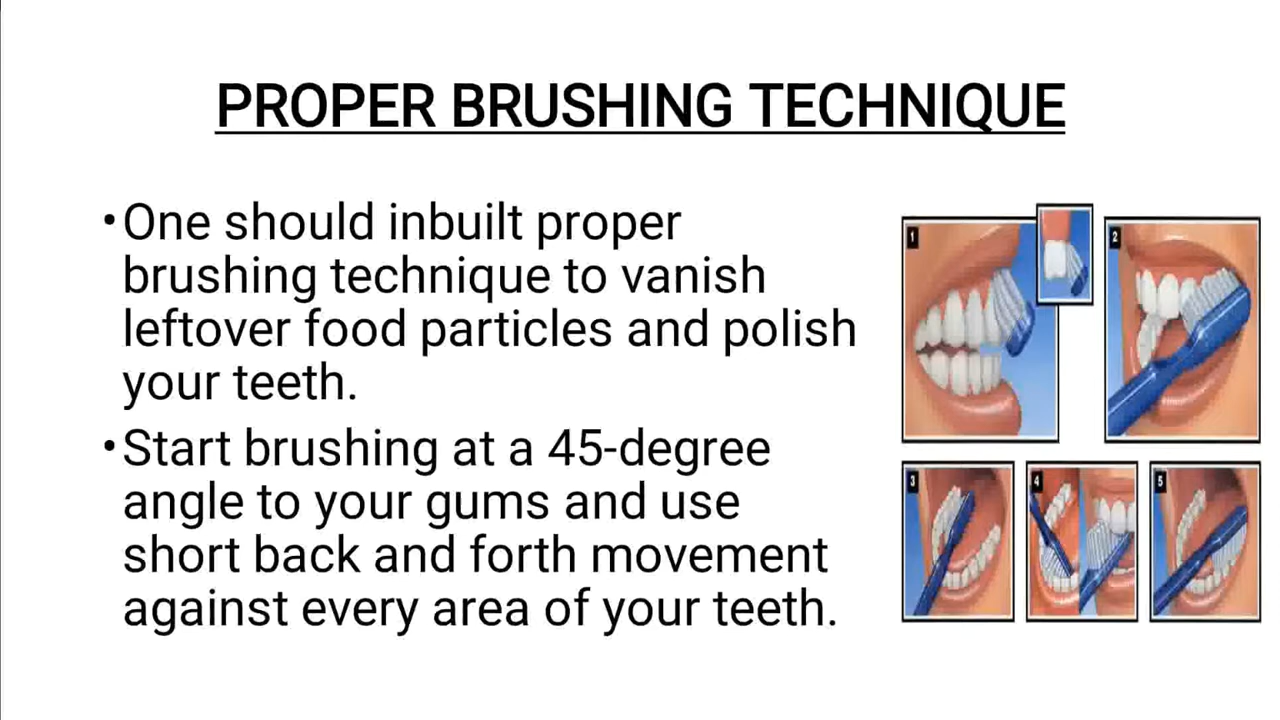 PROPER BRUSHING TECHNIQUE
•One should inbuilt proper
brushing technique to vanish
leftover food particles and polish
your teeth.
•Start brushing at a 45-degree
angle to your gums and use
short back and forth movement
against every area of your teeth.
1
2
3
4
5